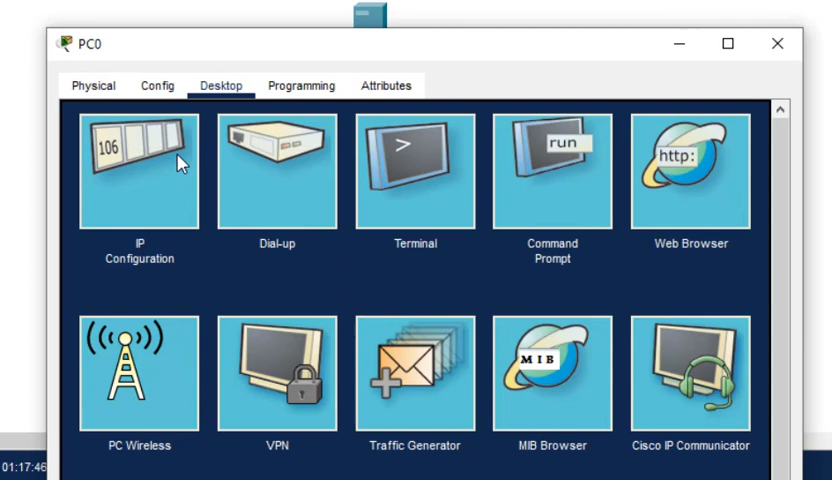 PC0
Physical Config Desktop Programming Attributes
106
>
run
http:
IP
Configuration
Dial-up
Terminal
Command
Prompt
Web Browser
MIB
PC Wireless
VPN
Traffic Generator
MIB Browser
Cisco IP Communicator
01:17:46